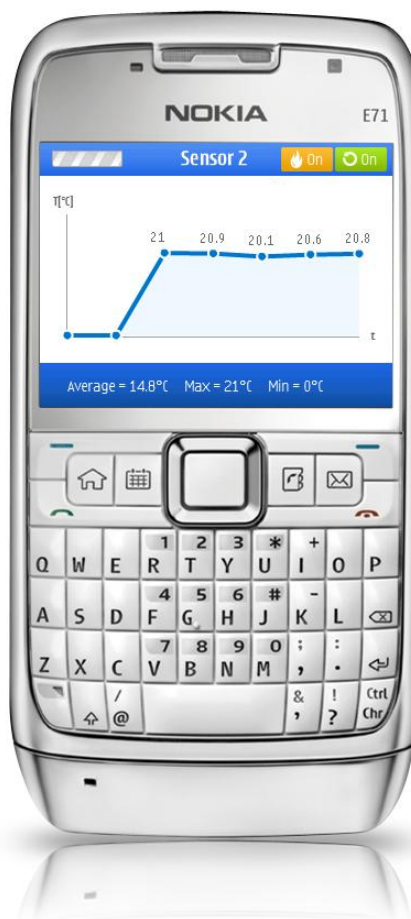 NOKIA
E71
Sensor 2 On On
T[°C]
21 20.9 20.1 20.6 20.8
t
Average = 14.8°C Max = 21°C Min = 0°C
1 2 3 * +
Q W E R T Y U I O P
4 5 6 # -
A S D F G H J K L
7 8 9 0 ; :
Z X C V B N M , .
/ & ! Ctrl
@ ' ? Chr